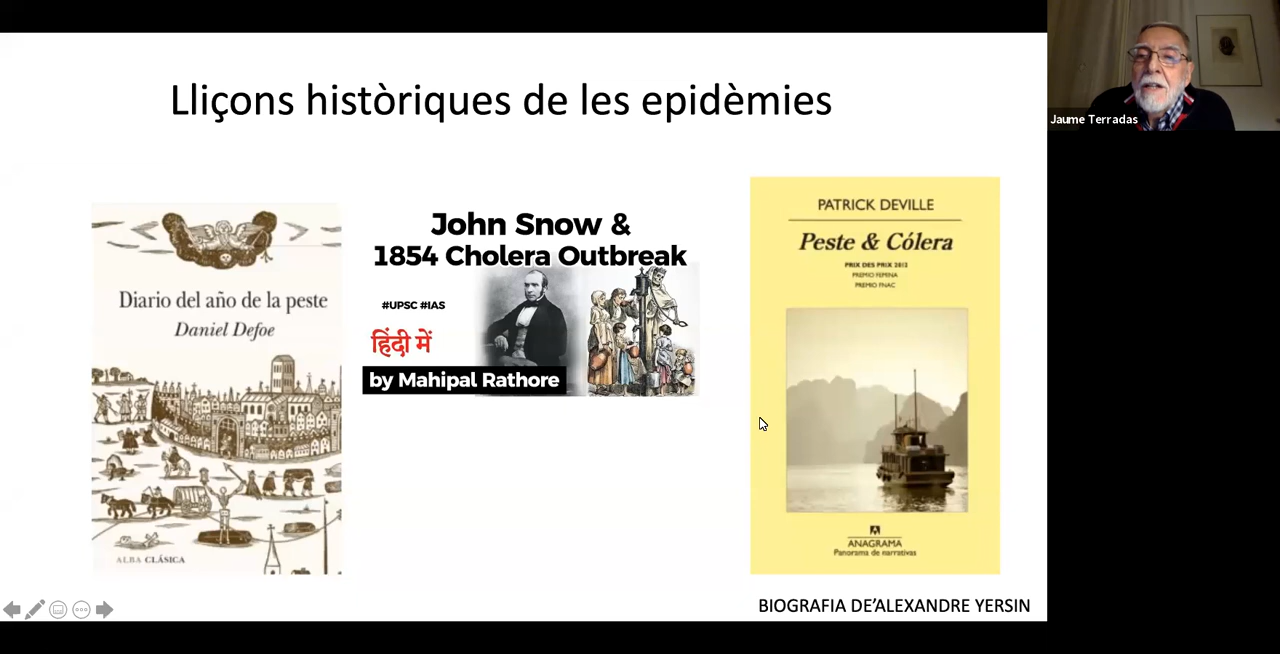 Lliçons històriques de les epidèmies
Jaume Terradas
Diario del año de la peste
Daniel Defoe
ALBA CLÁSICA
John Snow &
1854 Cholera Outbreak
#UPSC #IAS
हिंदी में
by Mahipal Rathore
PATRICK DEVILLE
Peste & Cólera
PRIX DES PRIX 2012
PREMIO FEMINA
PREMIO FNAC
ANAGRAMA
Panorama de narrativas
BIOGRAFIA DE’ALEXANDRE YERSIN